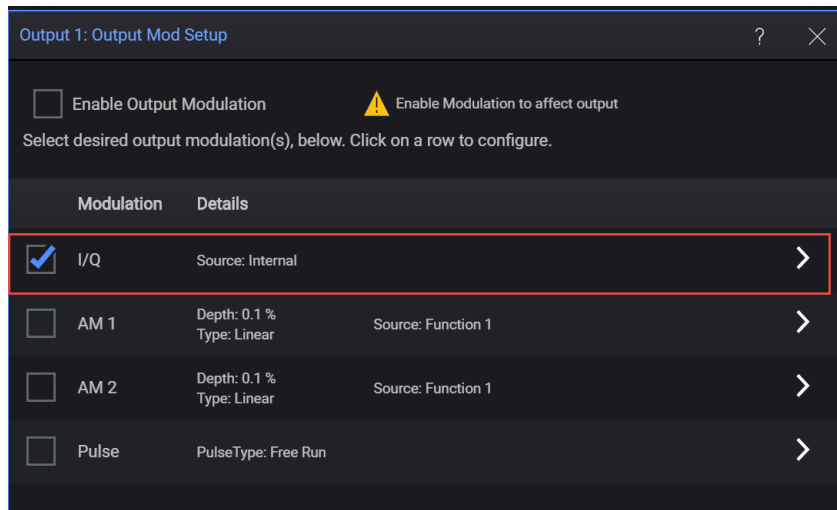 Output 1: Output Mod Setup ?
Enable Output Modulation
Enable Modulation to affect output
Select desired output modulation(s), below. Click on a row to configure.
Modulation Details
I/Q Source: Internal
AM 1
Depth: 0.1 %
Type: Linear
Source: Function 1
AM 2
Depth: 0.1 %
Type: Linear
Source: Function 1
Pulse PulseType: Free Run